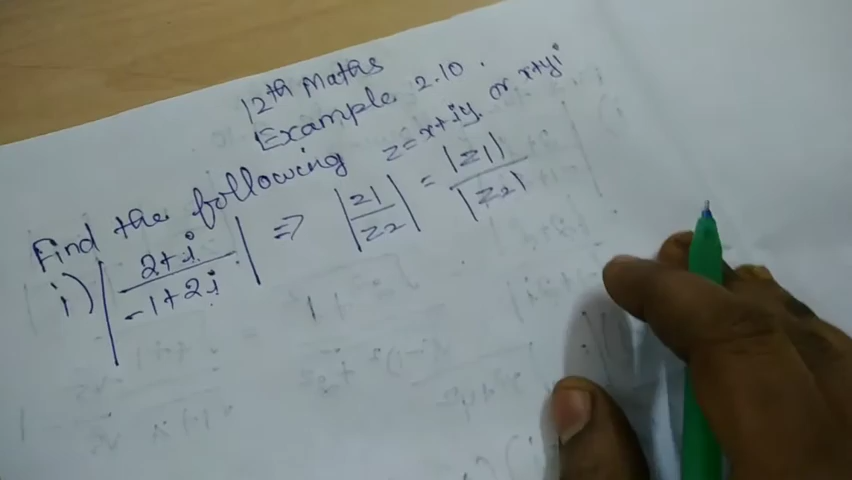 12th Maths
Example 2.10.
Find the following z=x+iy or x+yi
i) |2+i / -1+2i| ⇒ |z1/z2| = |z1|/|z2|